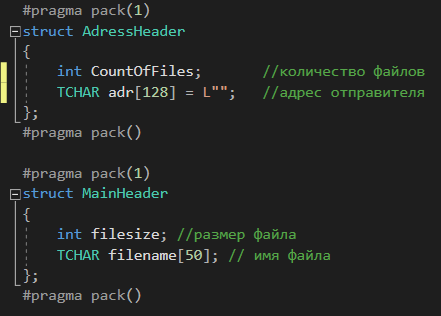 #pragma pack(1)
struct AdressHeader
{
int CountOfFiles; //количество файлов
TCHAR adr[128] = L""; //адрес отправителя
};
#pragma pack()
#pragma pack(1)
struct MainHeader
{
int filesize; //размер файла
TCHAR filename[50]; // имя файла
};
#pragma pack()